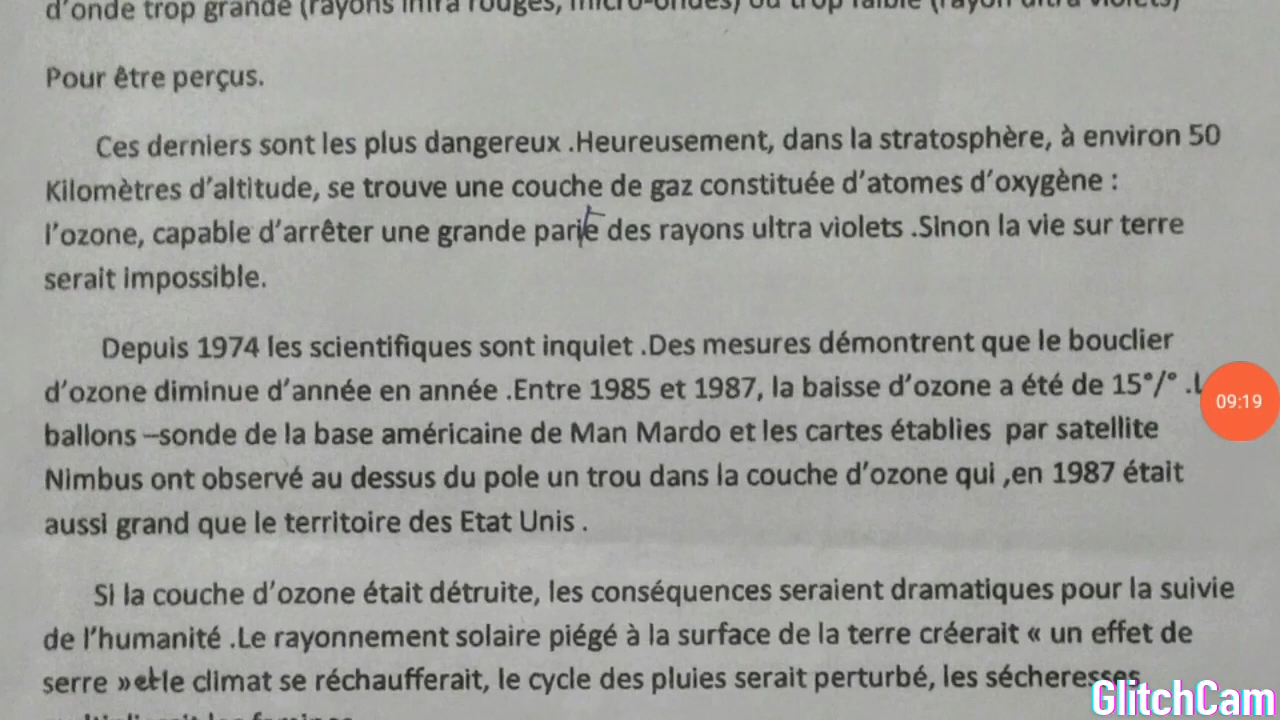 d'onde trop grande (rayons infra rouges, micro-ondes) ou trop faible (rayon ultra violets)
Pour être perçus.
Ces derniers sont les plus dangereux .Heureusement, dans la stratosphère, à environ 50
Kilomètres d'altitude, se trouve une couche de gaz constituée d'atomes d'oxygène :
l'ozone, capable d'arrêter une grande parite des rayons ultra violets .Sinon la vie sur terre
serait impossible.
Depuis 1974 les scientifiques sont inquiet .Des mesures démontrent que le bouclier
d'ozone diminue d'année en année .Entre 1985 et 1987, la baisse d'ozone a été de 15°/° .
09:19
ballons –sonde de la base américaine de Man Mardo et les cartes établies par satellite
Nimbus ont observé au dessus du pole un trou dans la couche d'ozone qui ,en 1987 était
aussi grand que le territoire des Etat Unis .
Si la couche d'ozone était détruite, les conséquences seraient dramatiques pour la suivie
de l'humanité .Le rayonnement solaire piégé à la surface de la terre créerait « un effet de
serre » et le climat se réchaufferait, le cycle des pluies serait perturbé, les sécheresses
GlitchCam